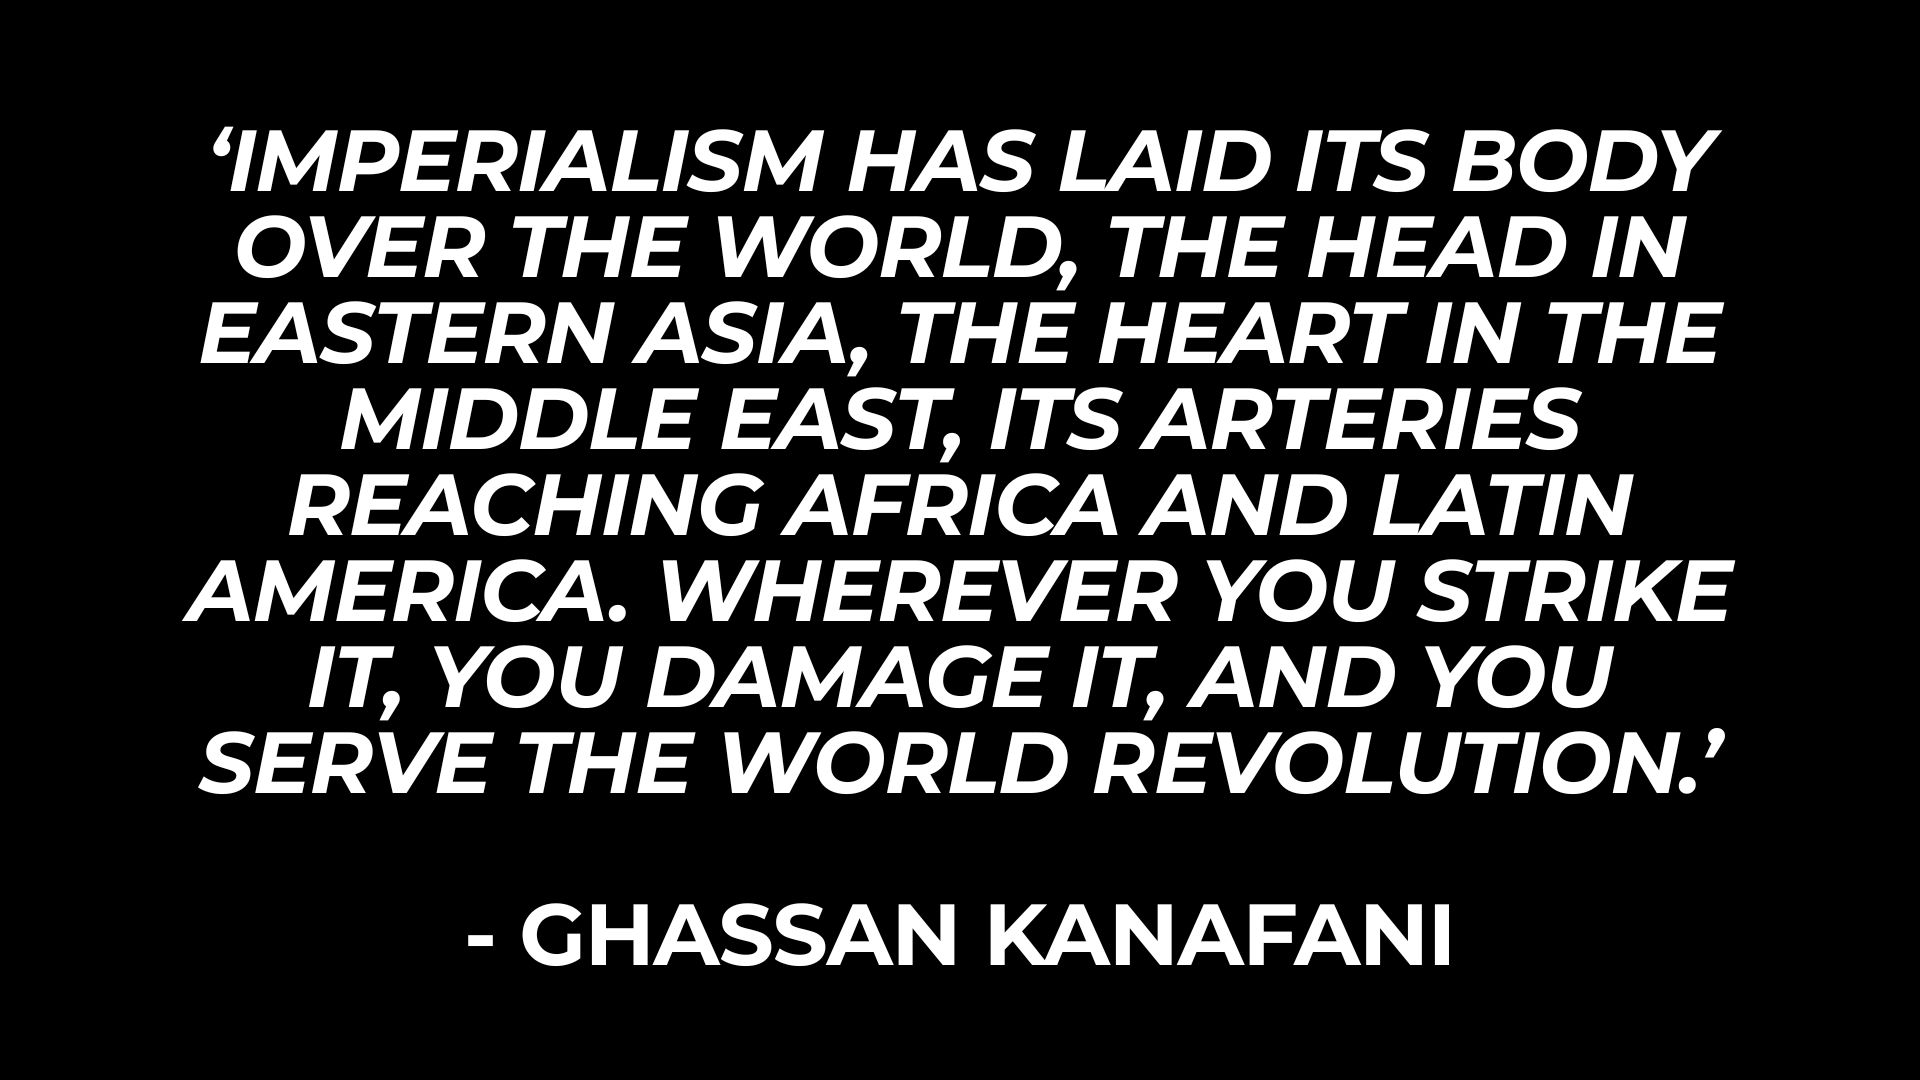 ‘IMPERIALISM HAS LAID ITS BODY
OVER THE WORLD, THE HEAD IN
EASTERN ASIA, THE HEART IN THE
MIDDLE EAST, ITS ARTERIES
REACHING AFRICA AND LATIN
AMERICA. WHEREVER YOU STRIKE
IT, YOU DAMAGE IT, AND YOU
SERVE THE WORLD REVOLUTION.’
- GHASSAN KANAFANI